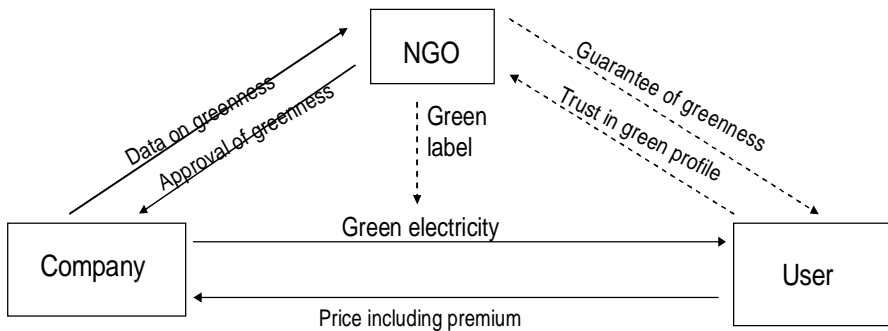 NGO
Data on greenness
Approval of greenness
Green
label
Guarantee of greenness
Trust in green profile
Company
Green electricity
User
Price including premium